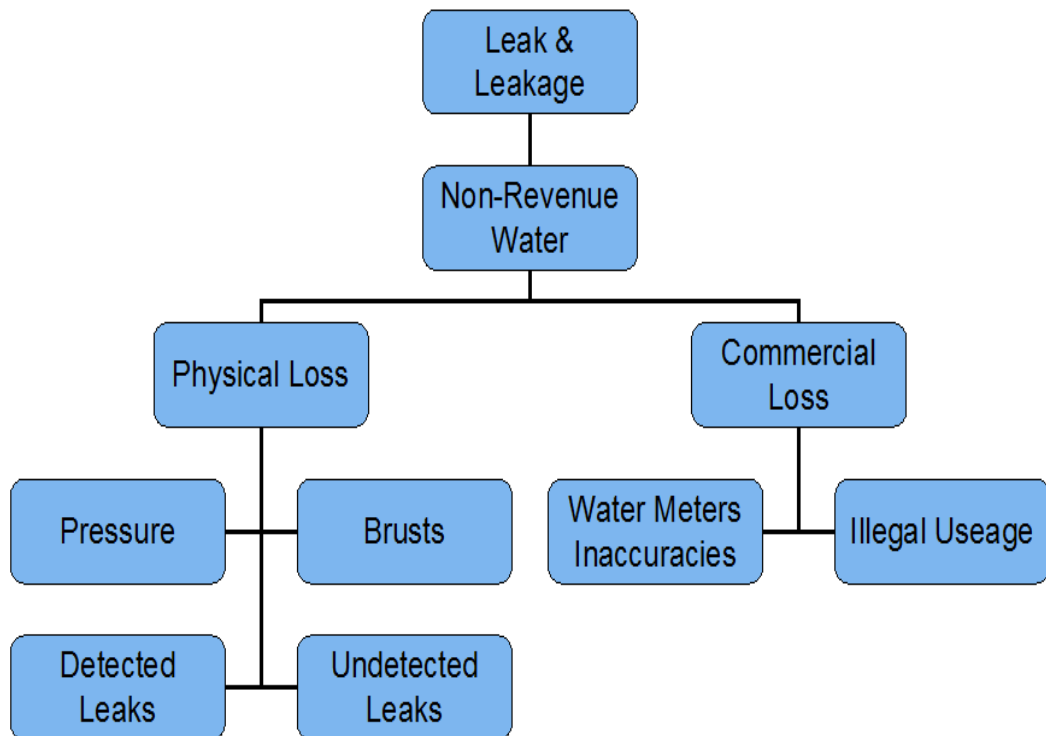 Leak &
Leakage
Non-Revenue
Water
Physical Loss
Commercial
Loss
Pressure
Brusts
Water Meters
Inaccuracies
Illegal Useage
Detected
Leaks
Undetected
Leaks